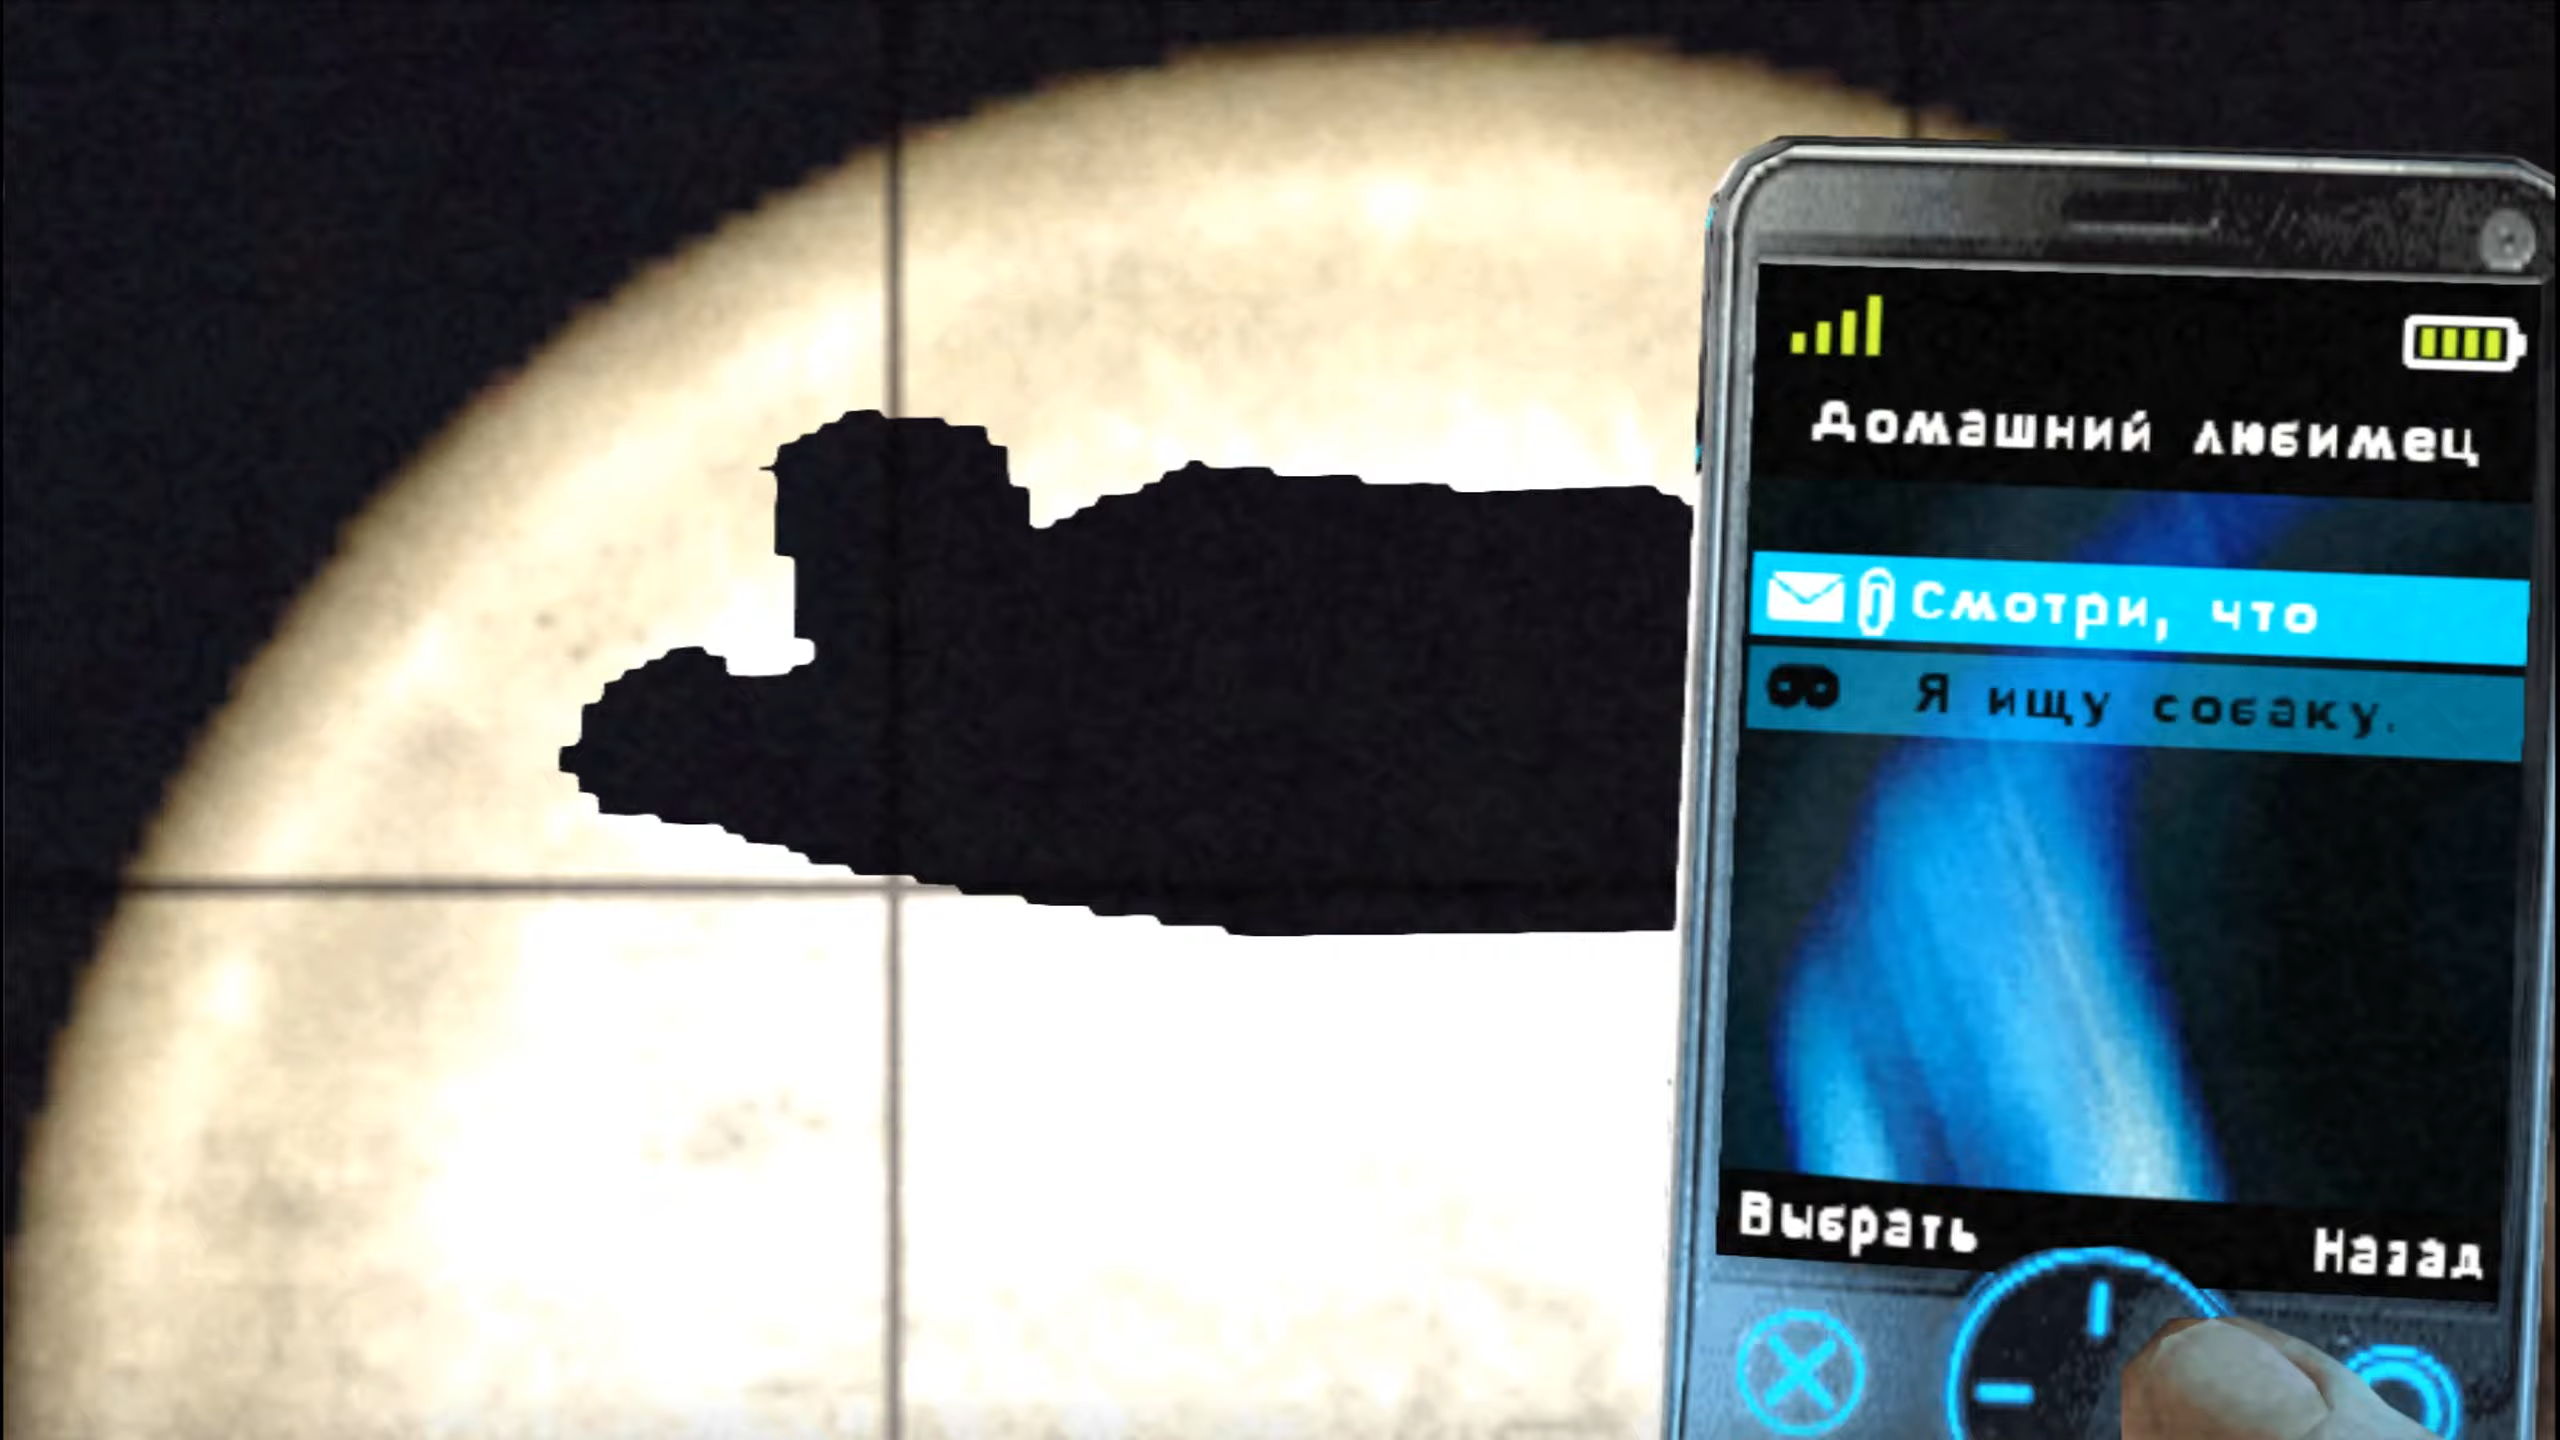 Домашний любимец
Смотри, что
Я ищу собаку.
Выбрать
Назад